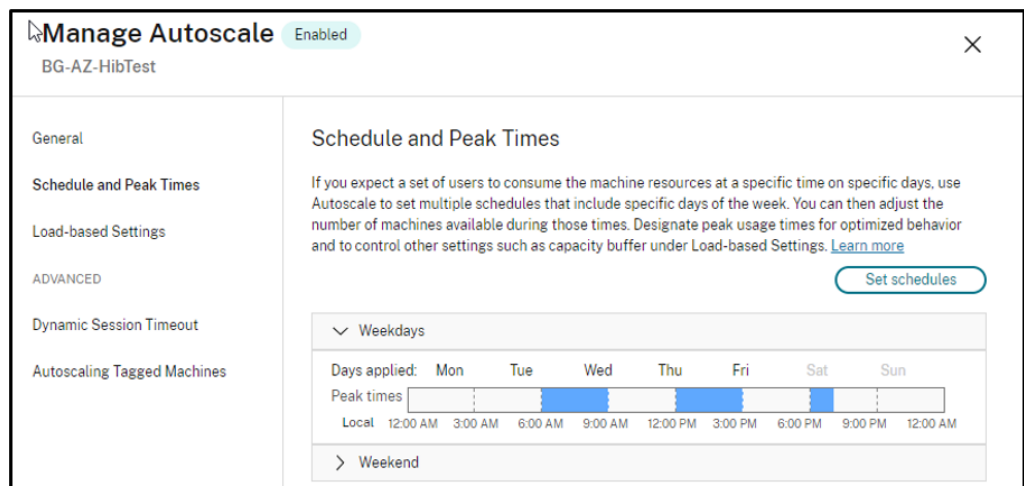 Manage Autoscale Enabled
BG-AZ-HibTest
General
Schedule and Peak Times
Load-based Settings
ADVANCED
Dynamic Session Timeout
Autoscaling Tagged Machines
Schedule and Peak Times
If you expect a set of users to consume the machine resources at a specific time on specific days, use
Autoscale to set multiple schedules that include specific days of the week. You can then adjust the
number of machines available during those times. Designate peak usage times for optimized behavior
and to control other settings such as capacity buffer under Load-based Settings. Learn more
Set schedules
Weekdays
Days applied: Mon Tue Wed Thu Fri Sat Sun
Peak times
Local 12:00 AM 3:00 AM 6:00 AM 9:00 AM 12:00 PM 3:00 PM 6:00 PM 9:00 PM 12:00 AM
Weekend